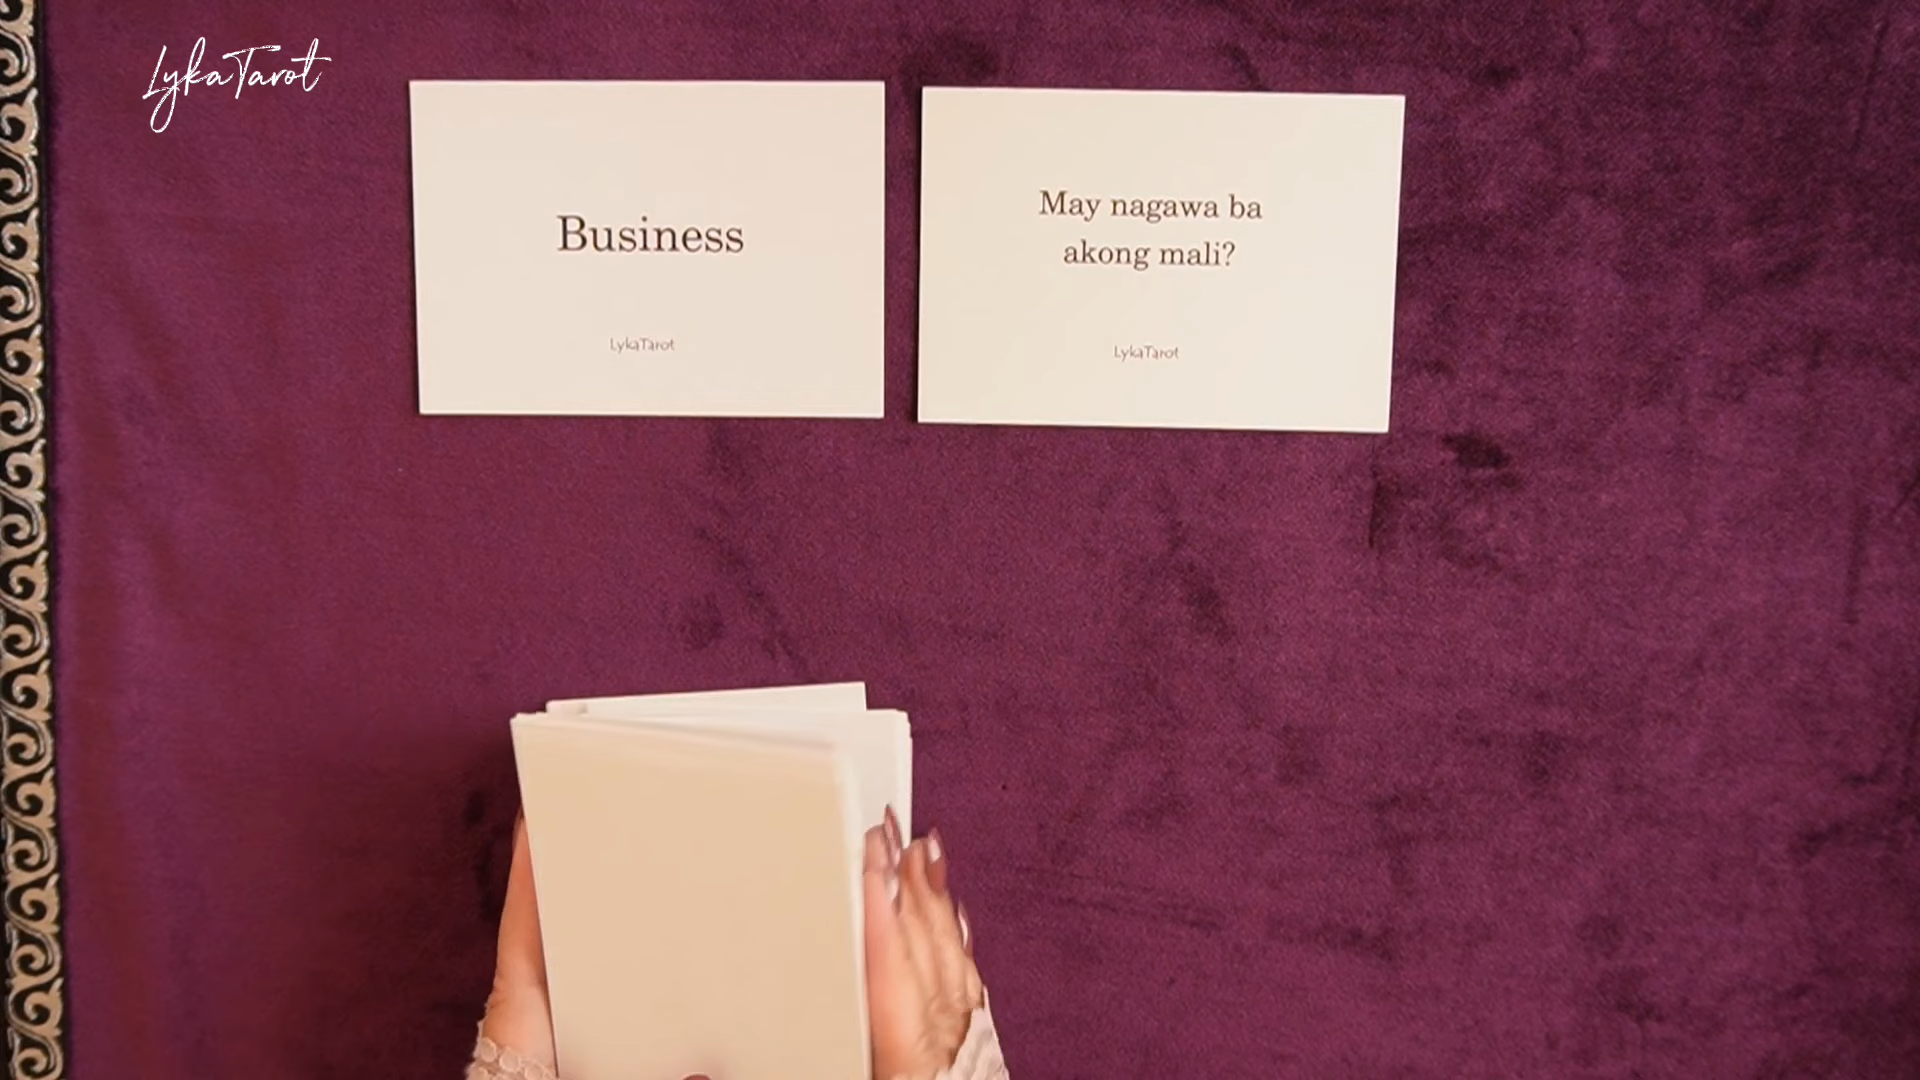 LykaTarot
Business
LykaTarot
May nagawa ba
akong mali?
LykaTarot